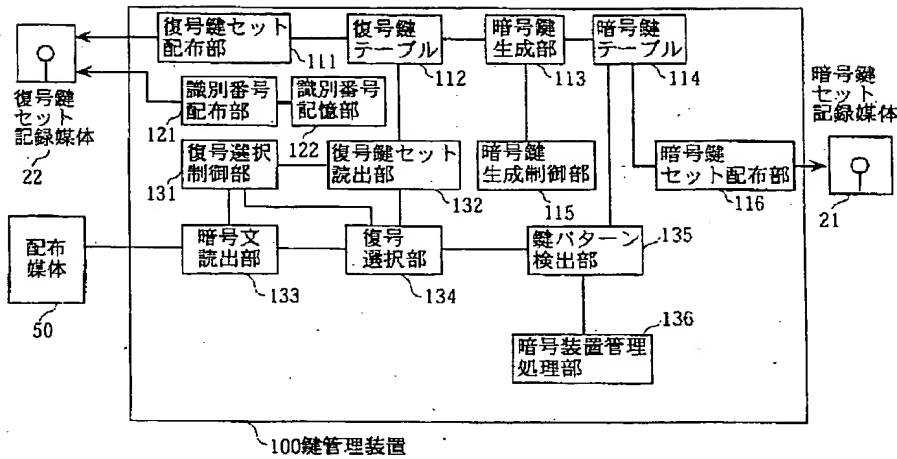 復号鍵セット
配布部
111
復号鍵
テーブル
112
暗号鍵
生成部
113
暗号鍵
テーブル
114
復号鍵
セット
記録媒体
22
識別番号
配布部
121
識別番号
記憶部
122
暗号鍵
セット
記録媒体
21
復号選択
制御部
131
復号鍵セット
読出部
132
暗号鍵
生成制御部
115
暗号鍵
セット配布部
116
配布
媒体
50
暗号文
読出部
133
復号
選択部
134
鍵パターン
検出部
135
暗号装置管理
処理部
136
100鍵管理装置